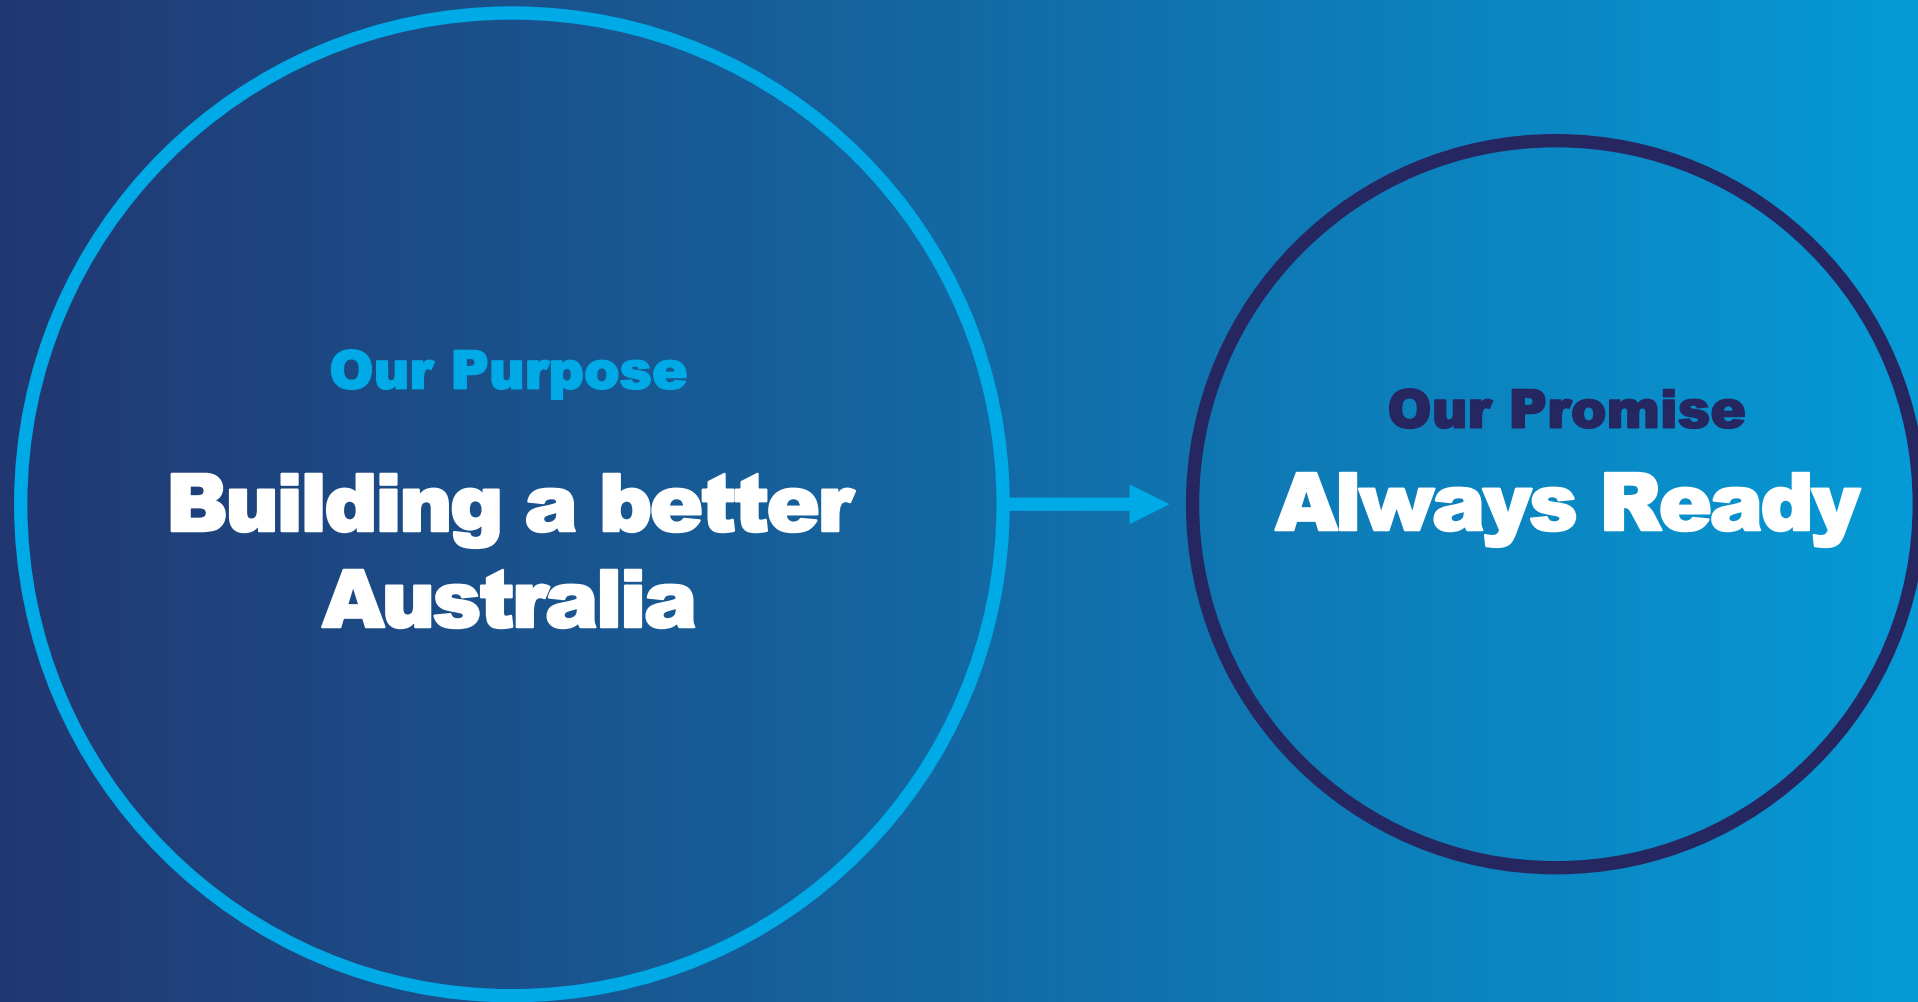 Our Purpose
Building a better
Australia
Our Promise
Always Ready